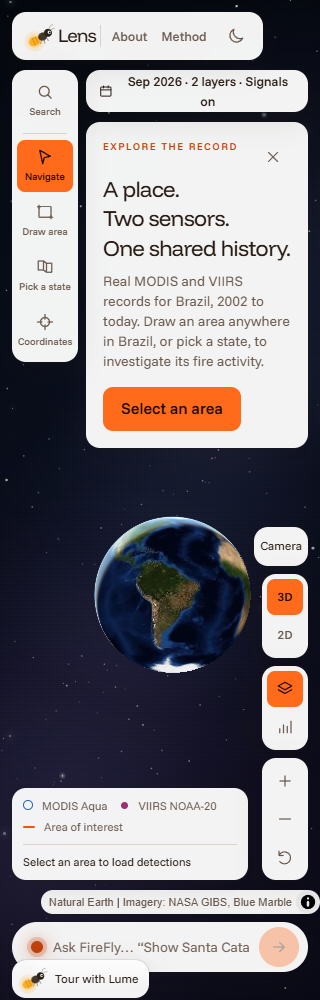 Lens
About
Method
Sep 2026 · 2 layers · Signals
on
Search
Navigate
Draw area
Pick a state
Coordinates
EXPLORE THE RECORD
A place.
Two sensors.
One shared history.
Real MODIS and VIIRS
records for Brazil, 2002 to
today. Draw an area anywhere
in Brazil, or pick a state, to
investigate its fire activity.
Select an area
Camera
3D
2D
MODIS Aqua
VIIRS NOAA-20
Area of interest
Select an area to load detections
Natural Earth | Imagery: NASA GIBS, Blue Marble
Ask FireFly… “Show Santa Cata
Tour with Lume